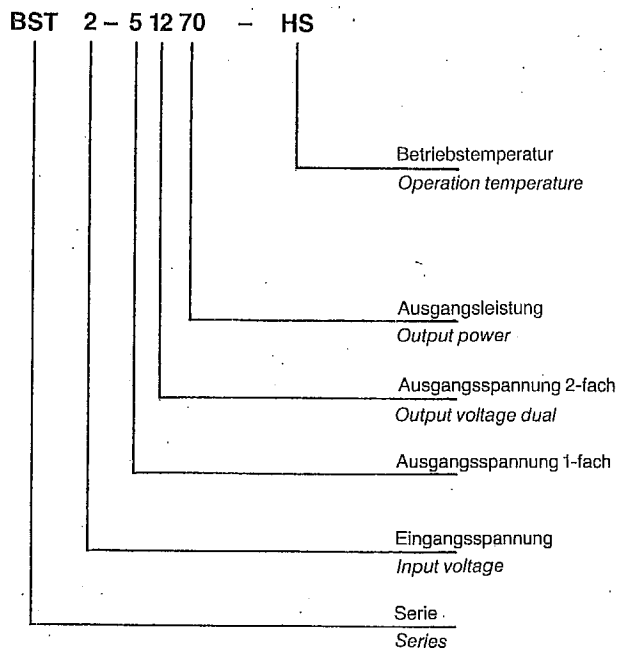 BST 2 – 5 12 70 – HS
Betriebstemperatur
Operation temperature
Ausgangsleistung
Output power
Ausgangsspannung 2-fach
Output voltage dual
Ausgangsspannung 1-fach
Eingangsspannung
Input voltage
Serie
Series